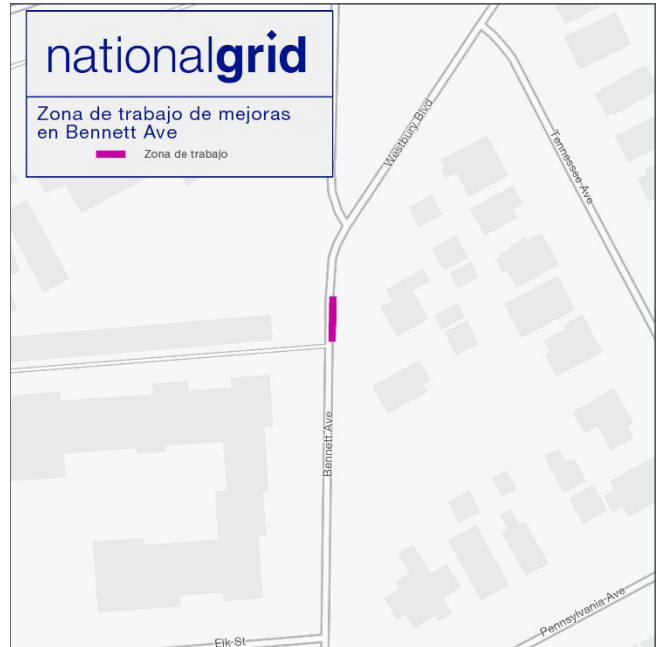 nationalgrid
Zona de trabajo de mejoras
en Bennett Ave
Zona de trabajo
Westbury Blvd
Tennessee Ave
Bennett Ave
Pennsylvania Ave
Elk St